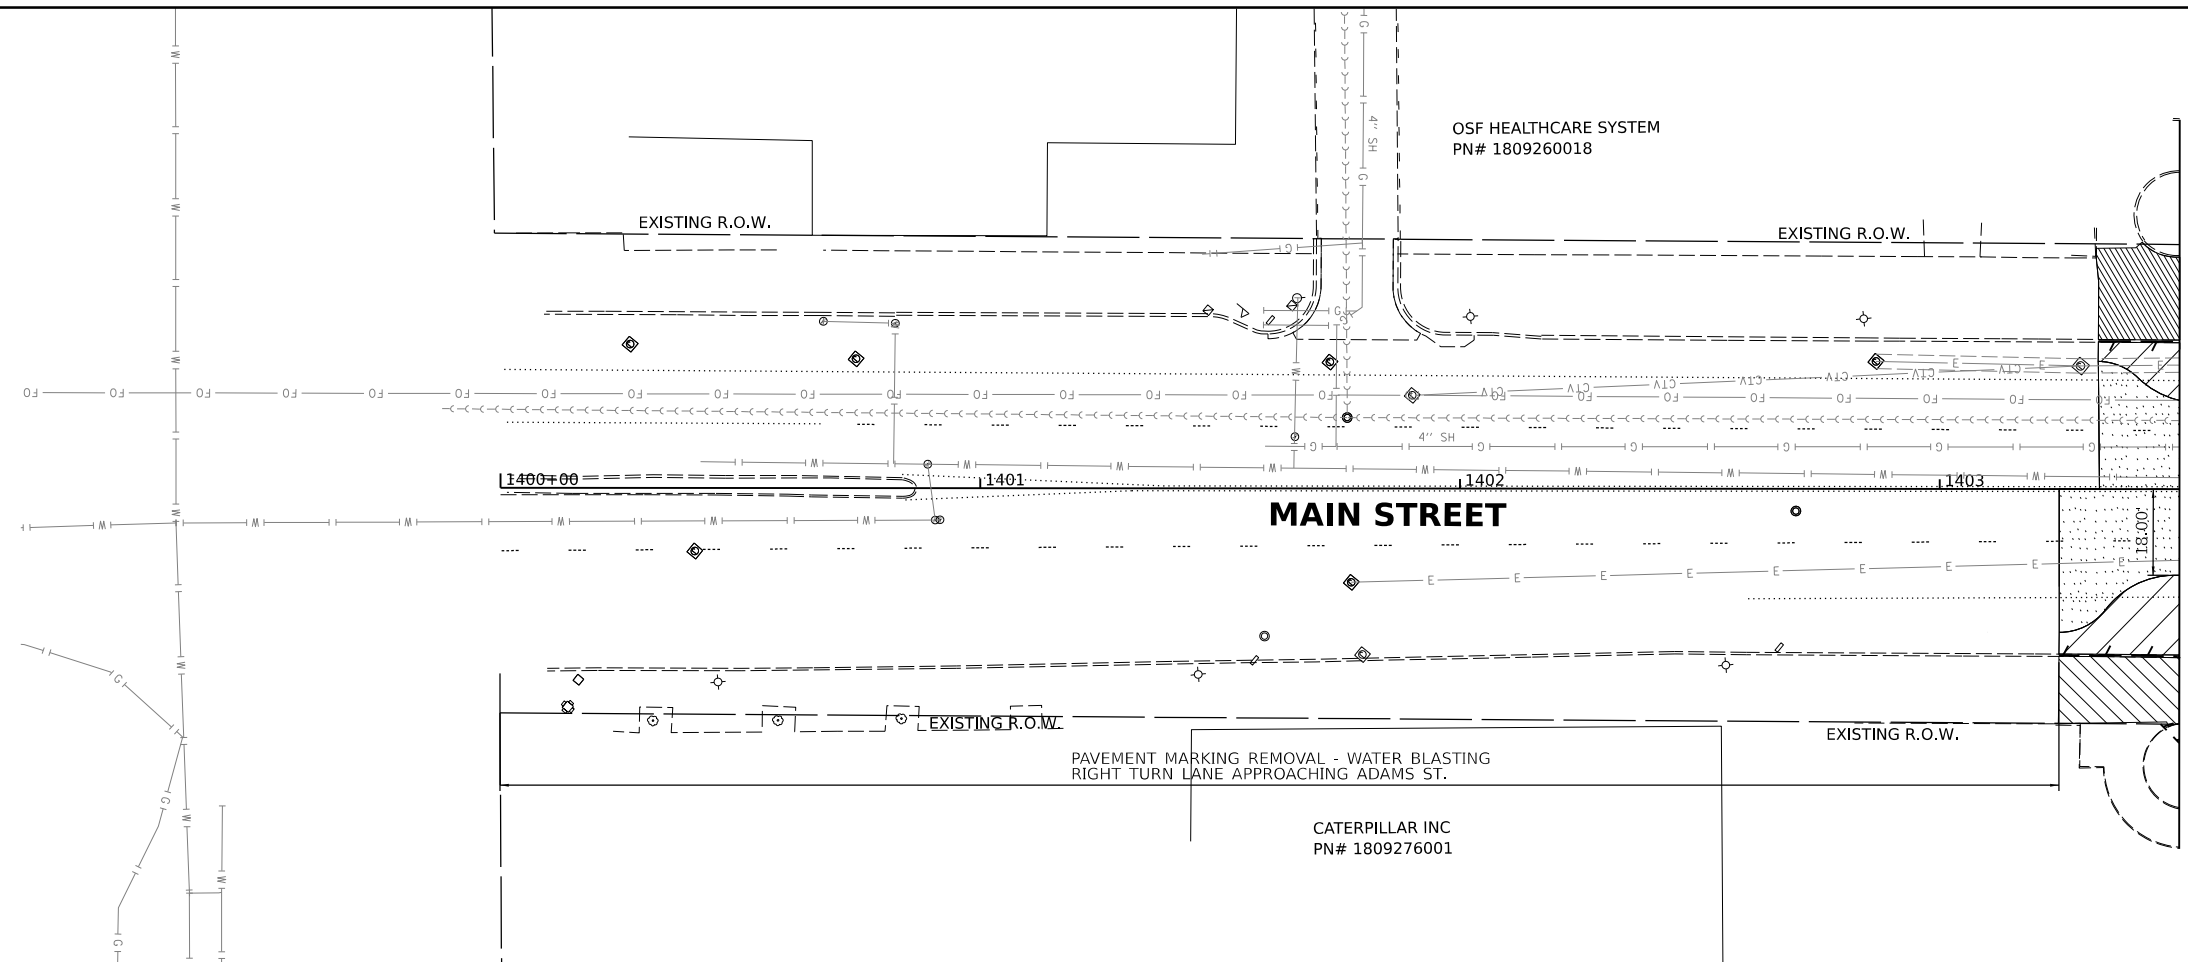 OSF HEALTHCARE SYSTEM
PN# 1809260018
4'' SH
EXISTING R.O.W.
EXISTING R.O.W.
4'' SH
1400+00
1401
1402
1403
MAIN STREET
18.00'
EXISTING R.O.W.
EXISTING R.O.W.
PAVEMENT MARKING REMOVAL - WATER BLASTING
RIGHT TURN LANE APPROACHING ADAMS ST.
CATERPILLAR INC
PN# 1809276001